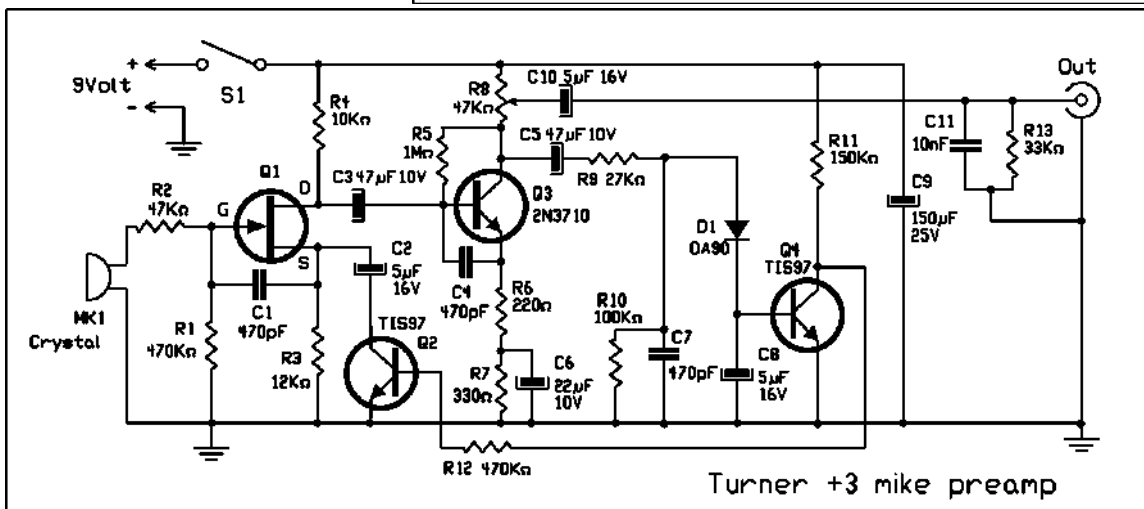 +
9Volt
-
S1
R4
10KΩ
R8
47KΩ
C10 5µF 16V
Out
R5
1MΩ
C5 47µF 10V
R9 27KΩ
R11
150KΩ
C11
10nF
R13
33KΩ
Q1
D
G
S
C3 47µF 10V
Q3
2N3710
C9
150µF
25V
R2
47KΩ
D1
OA90
Q4
TIS97
C2
5µF
16V
MK1
Crystal
R1
470KΩ
C1
470pF
R3
12KΩ
TIS97
Q2
C4
470pF
R6
220Ω
R7
330Ω
C6
22µF
10V
R10
100KΩ
C7
470pF
C8
5µF
16V
R12 470KΩ
Turner +3 mike preamp